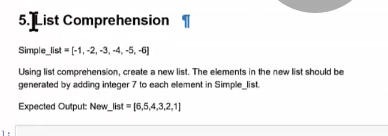 5. List Comprehension ¶
Simple_list = [-1, -2, -3, -4, -5, -6]
Using list comprehension, create a new list. The elements in the new list should be
generated by adding integer 7 to each element in Simple_list.
Expected Output: New_list = [6,5,4,3,2,1]
]: